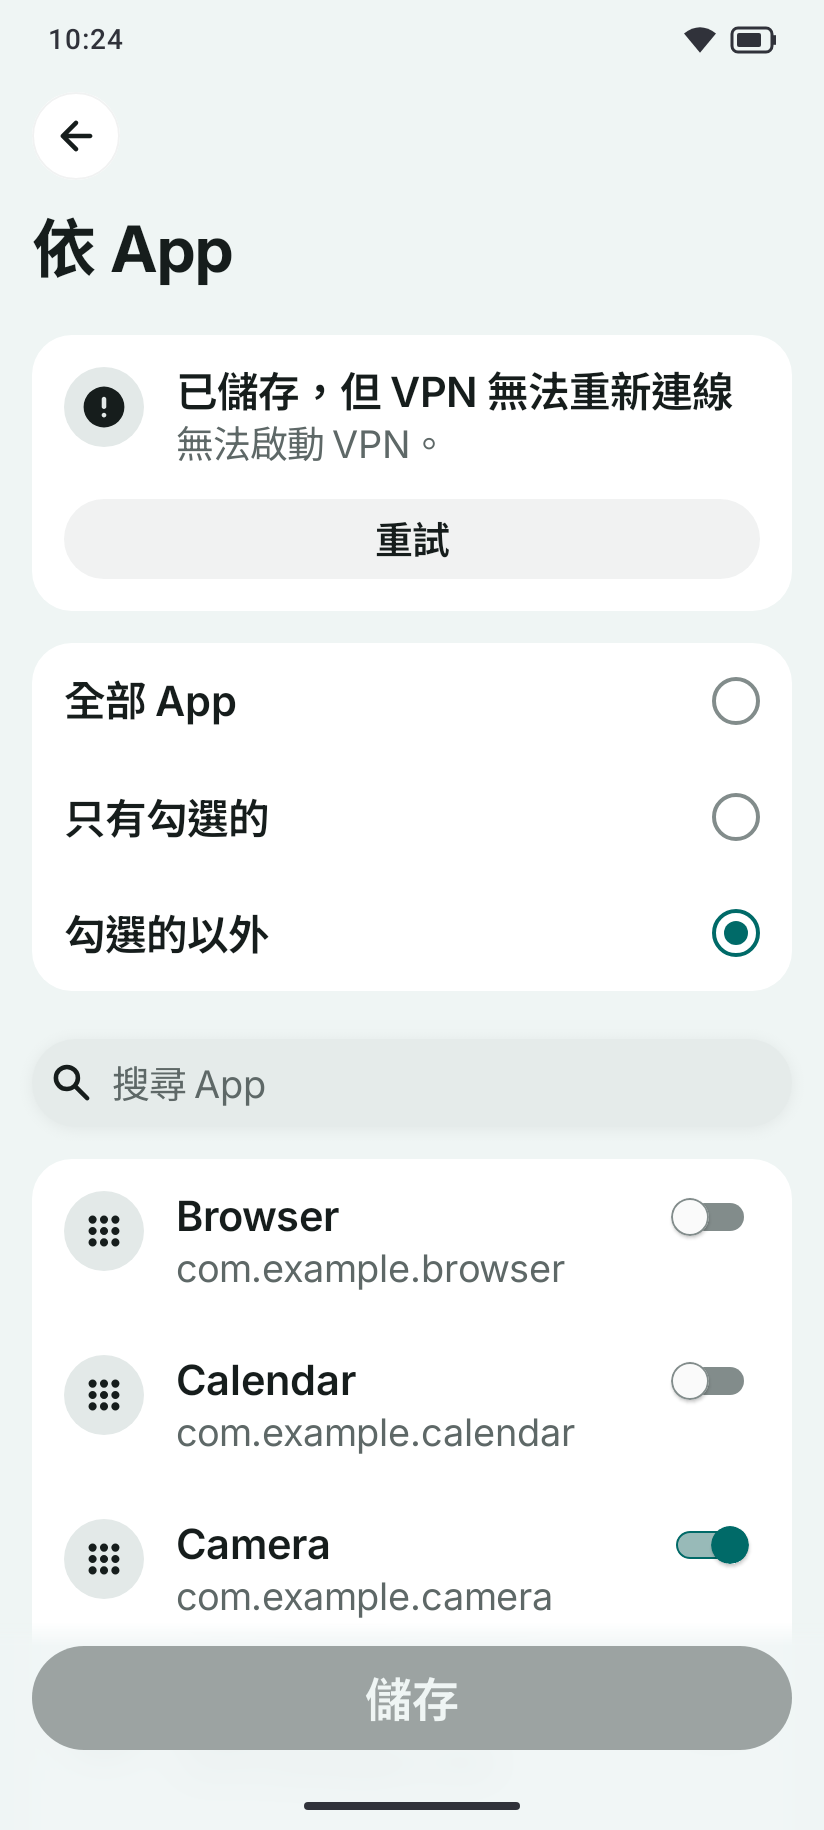 10:24
依 App
已儲存，但 VPN 無法重新連線
無法啟動 VPN。
重試
全部 App
只有勾選的
勾選的以外
搜尋 App
Browser
com.example.browser
Calendar
com.example.calendar
Camera
com.example.camera
儲存